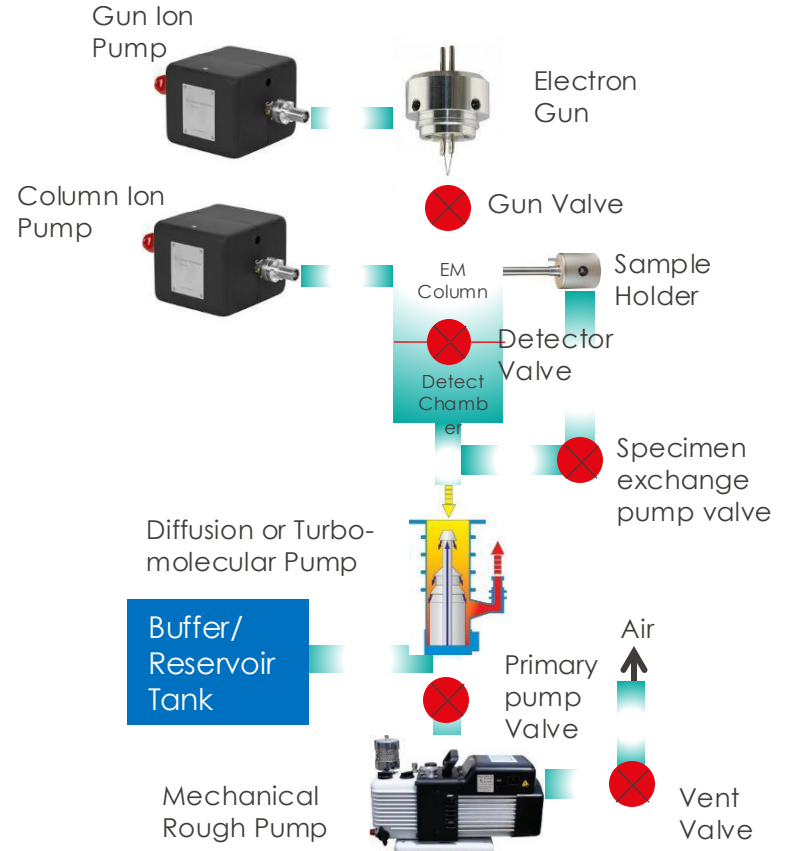 Gun Ion
Pump
Electron
Gun
Gun Valve
Column Ion
Pump
EM
Column
Sample
Holder
Detector
Valve
Detect
Chamb
er
Specimen
exchange
pump valve
Diffusion or Turbo-
molecular Pump
Buffer/
Reservoir
Tank
Air
Primary
pump
Valve
Mechanical
Rough Pump
Vent
Valve